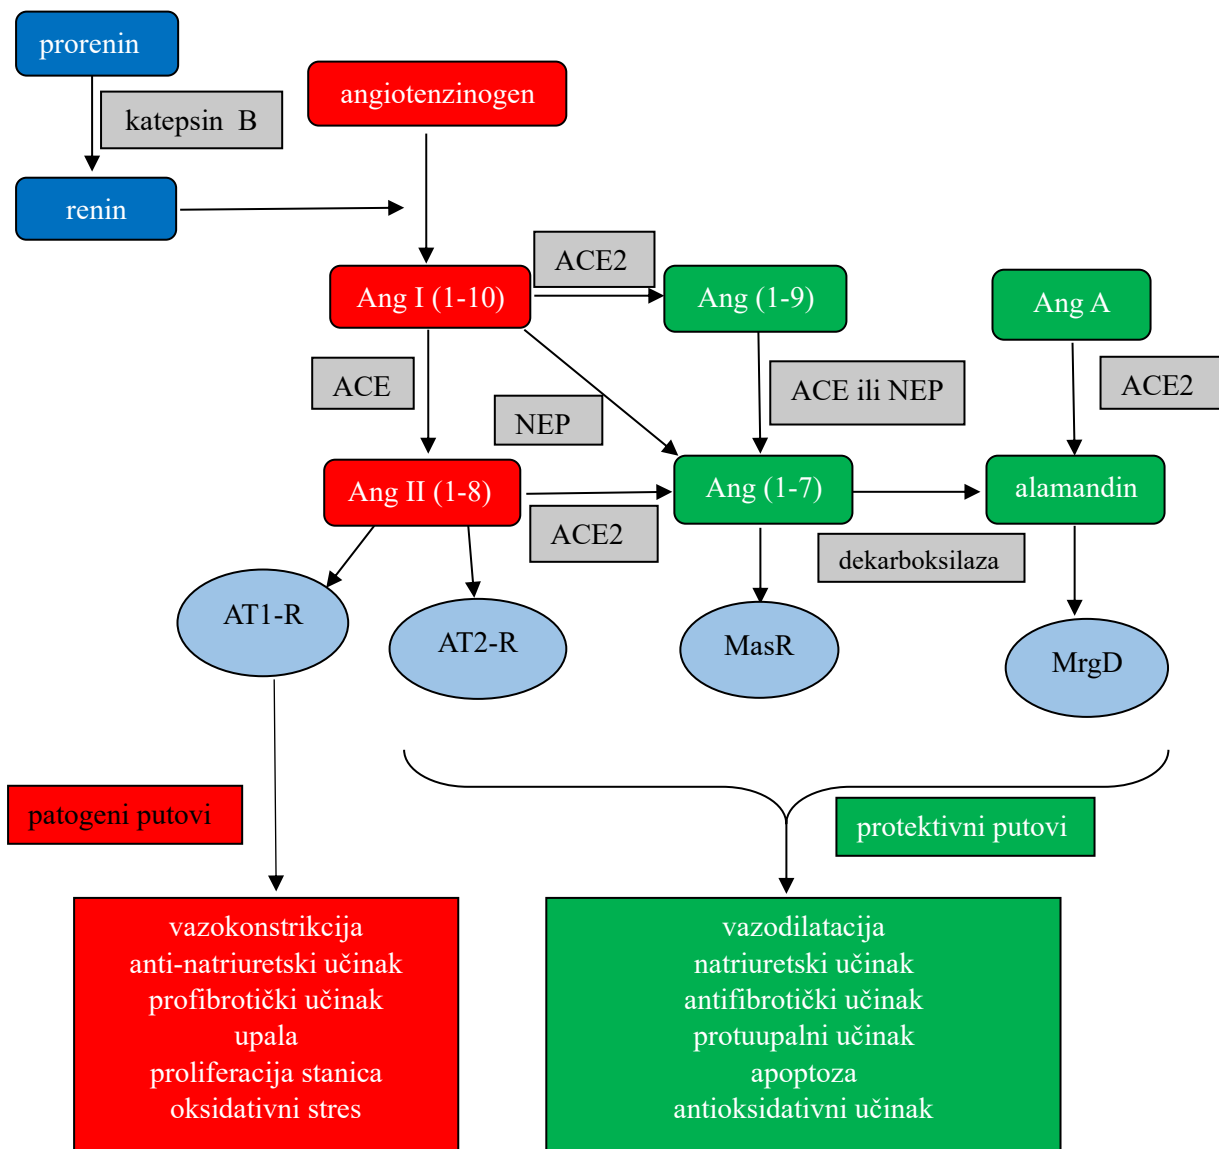 prorenin
angiotenzinogen
katepsin B
renin
ACE2
Ang I (1-10)
Ang (1-9)
Ang A
ACE
NEP
ACE ili NEP
ACE2
Ang II (1-8)
Ang (1-7)
alamandin
ACE2
dekarboksilaza
AT1-R
AT2-R
MasR
MrgD
patogeni putovi
protektivni putovi
vazokonstrikcija
anti-natriuretski učinak
profibrotički učinak
upala
proliferacija stanica
oksidativni stres
vazodilatacija
natriuretski učinak
antifibrotički učinak
protuupalni učinak
apoptoza
antioksidativni učinak